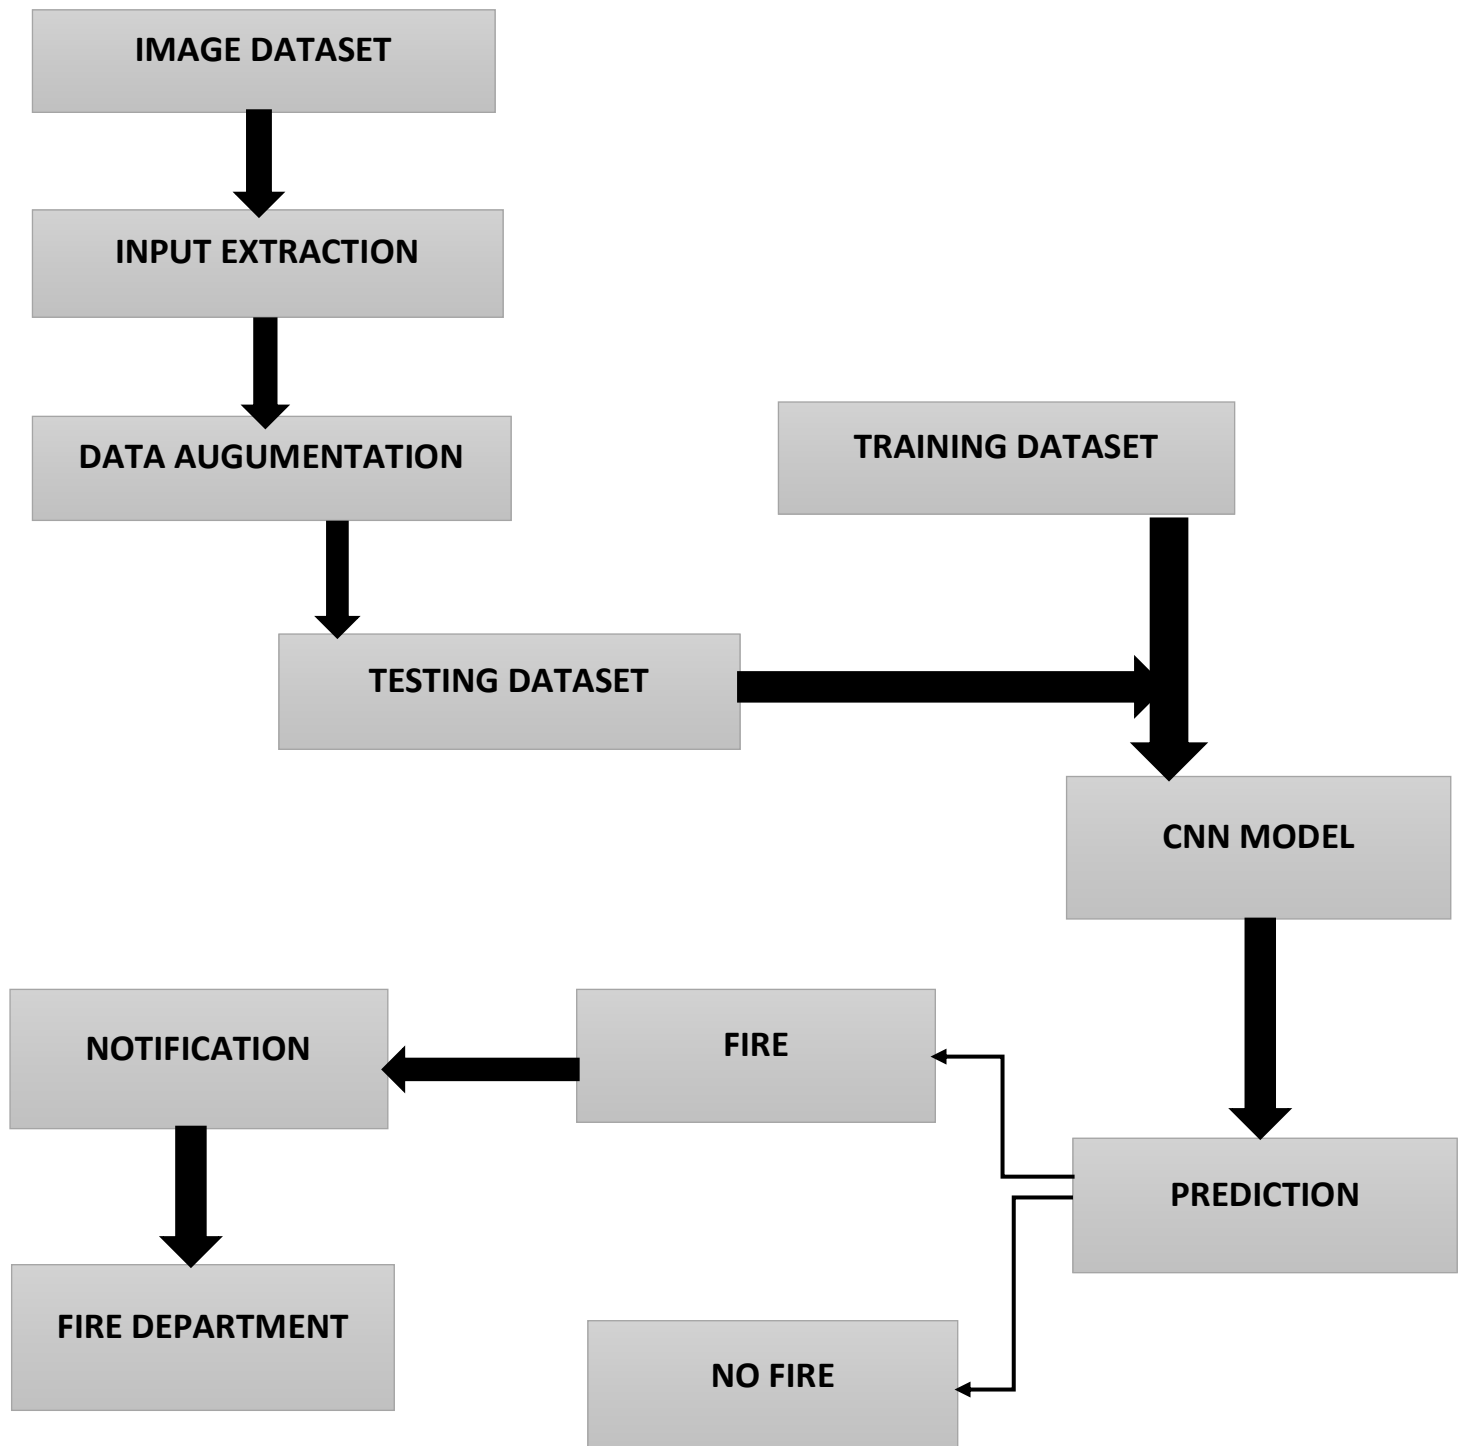 IMAGE DATASET
INPUT EXTRACTION
DATA AUGUMENTATION
TRAINING DATASET
TESTING DATASET
CNN MODEL
NOTIFICATION
FIRE
PREDICTION
FIRE DEPARTMENT
NO FIRE